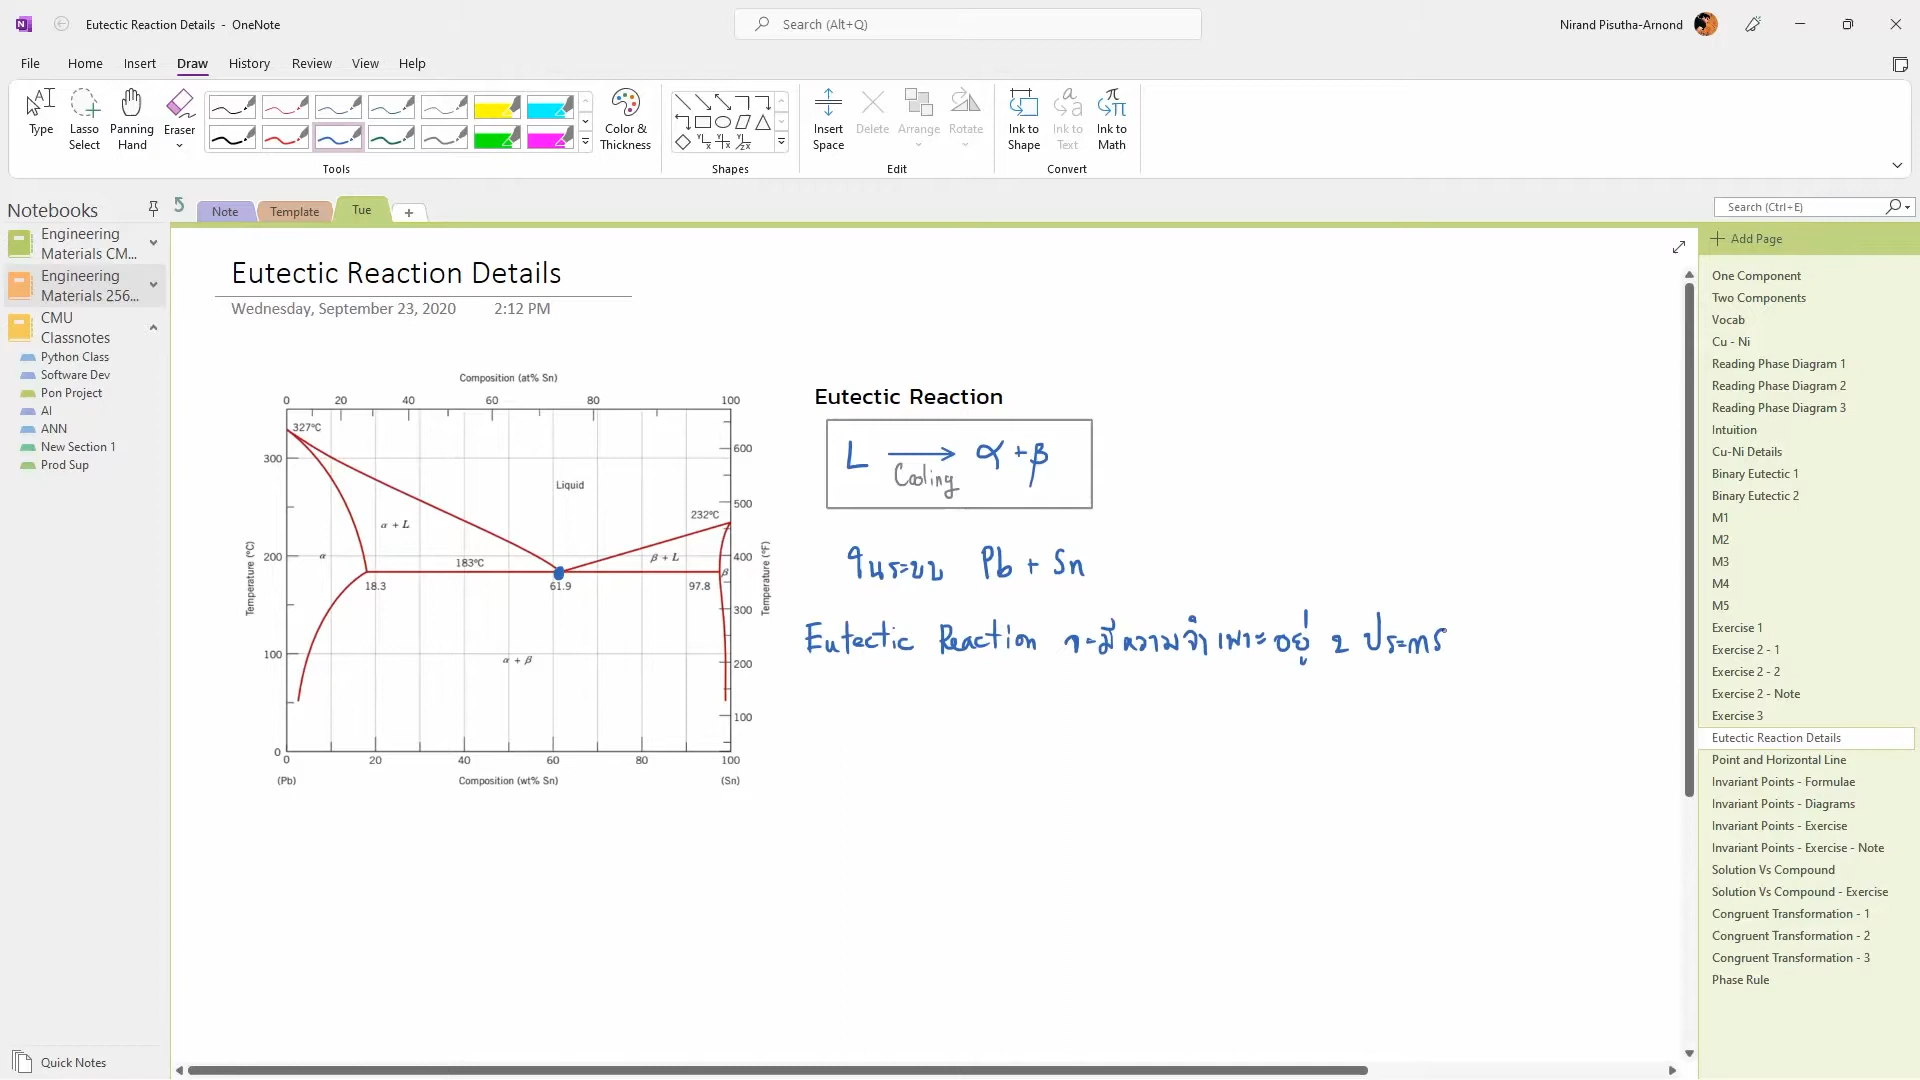 Eutectic Reaction Details - OneNote
Search (Alt+Q)
Nirand Pisutha-Arnond
File Home Insert Draw History Review View Help
Type
Lasso Select
Panning Hand
Eraser
Color & Thickness
Insert Space
Delete
Arrange
Rotate
Ink to Shape
Ink to Text
Ink to Math
Tools
Shapes
Edit
Convert
Notebooks
Note
Template
Tue
Search (Ctrl+E)
Engineering
Materials CM...
Engineering
Materials 256...
CMU
Classnotes
Python Class
Software Dev
Pon Project
AI
ANN
New Section 1
Prod Sup
Quick Notes
Eutectic Reaction Details
Wednesday, September 23, 2020 2:12 PM
Composition (at% Sn)
0 20 40 60 80 100
327°C
300
600
Liquid
500
232°C
α + L
Temperature (°C)
α
200
183°C
β + L
400
β
Temperature (°F)
18.3
61.9
97.8
300
100
α + β
200
100
0
0 20 40 60 80 100
(Pb)
Composition (wt% Sn)
(Sn)
Eutectic Reaction
L → α + β
Cooling
ในระบบ Pb + Sn
Eutectic Reaction จะมีความจำเพาะอยู่ 2 ประการ
Add Page
One Component
Two Components
Vocab
Cu - Ni
Reading Phase Diagram 1
Reading Phase Diagram 2
Reading Phase Diagram 3
Intuition
Cu-Ni Details
Binary Eutectic 1
Binary Eutectic 2
M1
M2
M3
M4
M5
Exercise 1
Exercise 2 - 1
Exercise 2 - 2
Exercise 2 - Note
Exercise 3
Eutectic Reaction Details
Point and Horizontal Line
Invariant Points - Formulae
Invariant Points - Diagrams
Invariant Points - Exercise
Invariant Points - Exercise - Note
Solution Vs Compound
Solution Vs Compound - Exercise
Congruent Transformation - 1
Congruent Transformation - 2
Congruent Transformation - 3
Phase Rule